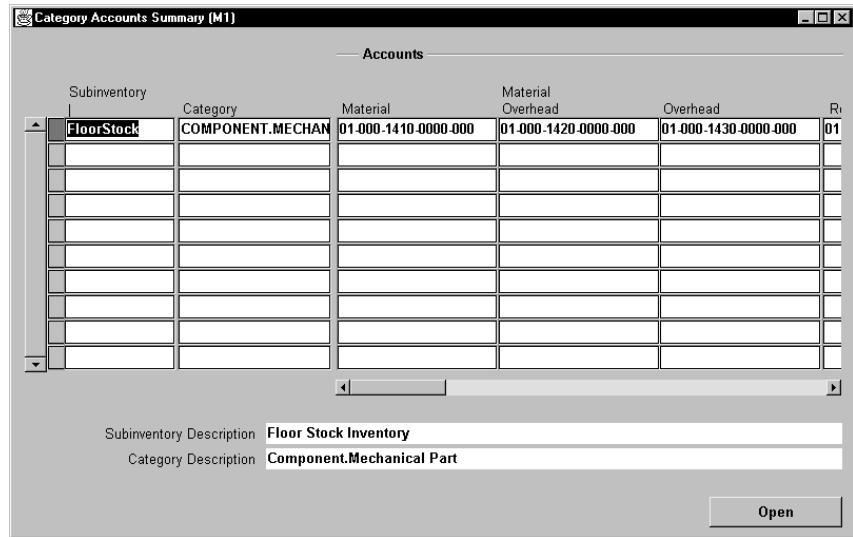 Category Accounts Summary (M1)
Accounts
Subinventory
Category
Material
Material
Overhead
Overhead
FloorStock COMPONENT.MECHAN 01-000-1410-0000-000 01-000-1420-0000-000 01-000-1430-0000-000 01
Subinventory Description Floor Stock Inventory
Category Description Component.Mechanical Part
Open